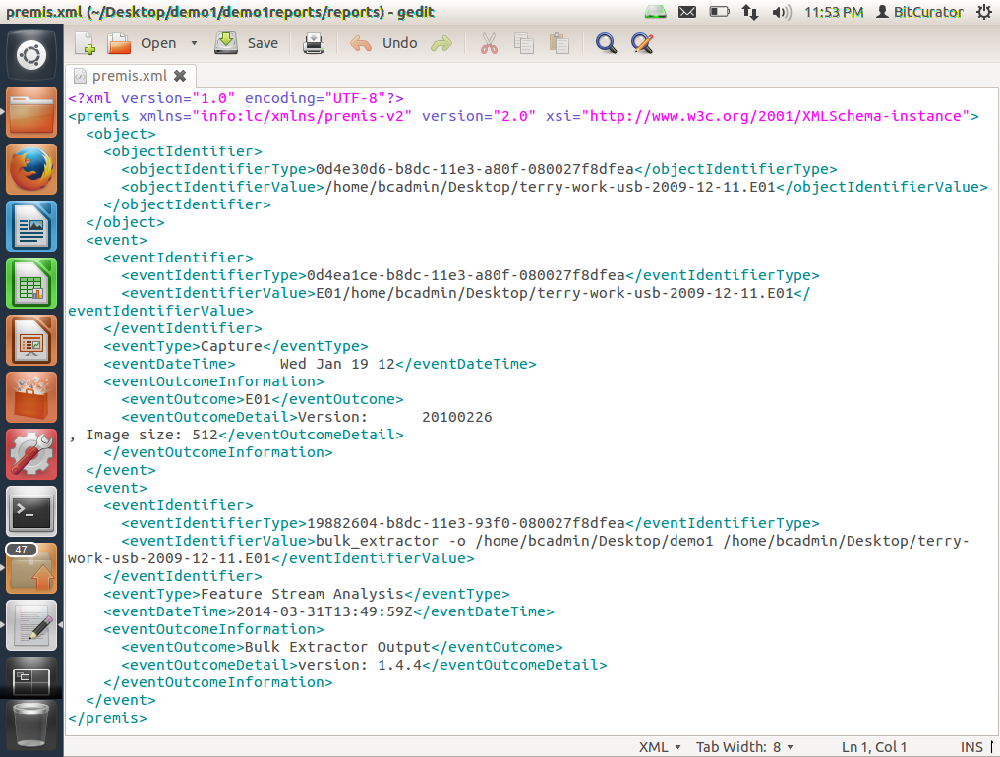 premis.xml (~/Desktop/demo1/demo1reports/reports) - gedit
11:53 PM
BitCurator
Open
Save
Undo
premis.xml
<?xml version="1.0" encoding="UTF-8"?>
<premis xmlns="info:lc/xmlns/premis-v2" version="2.0" xsi="http://www.w3c.org/2001/XMLSchema-instance">
  <object>
    <objectIdentifier>
      <objectIdentifierType>0d4e30d6-b8dc-11e3-a80f-080027f8dfea</objectIdentifierType>
      <objectIdentifierValue>/home/bcadmin/Desktop/terry-work-usb-2009-12-11.E01</objectIdentifierValue>
    </objectIdentifier>
  </object>
  <event>
    <eventIdentifier>
      <eventIdentifierType>0d4ea1ce-b8dc-11e3-a80f-080027f8dfea</eventIdentifierType>
      <eventIdentifierValue>E01/home/bcadmin/Desktop/terry-work-usb-2009-12-11.E01</
eventIdentifierValue>
    </eventIdentifier>
    <eventType>Capture</eventType>
    <eventDateTime>     Wed Jan 19 12</eventDateTime>
    <eventOutcomeInformation>
      <eventOutcome>E01</eventOutcome>
      <eventOutcomeDetail>Version:      20100226
, Image size: 512</eventOutcomeDetail>
    </eventOutcomeInformation>
  </event>
  <event>
    <eventIdentifier>
      <eventIdentifierType>19882604-b8dc-11e3-93f0-080027f8dfea</eventIdentifierType>
      <eventIdentifierValue>bulk_extractor -o /home/bcadmin/Desktop/demo1 /home/bcadmin/Desktop/terry-
work-usb-2009-12-11.E01</eventIdentifierValue>
    </eventIdentifier>
    <eventType>Feature Stream Analysis</eventType>
    <eventDateTime>2014-03-31T13:49:59Z</eventDateTime>
    <eventOutcomeInformation>
      <eventOutcome>Bulk Extractor Output</eventOutcome>
      <eventOutcomeDetail>version: 1.4.4</eventOutcomeDetail>
    </eventOutcomeInformation>
  </event>
</premis>
47
XML
Tab Width: 8
Ln 1, Col 1
INS